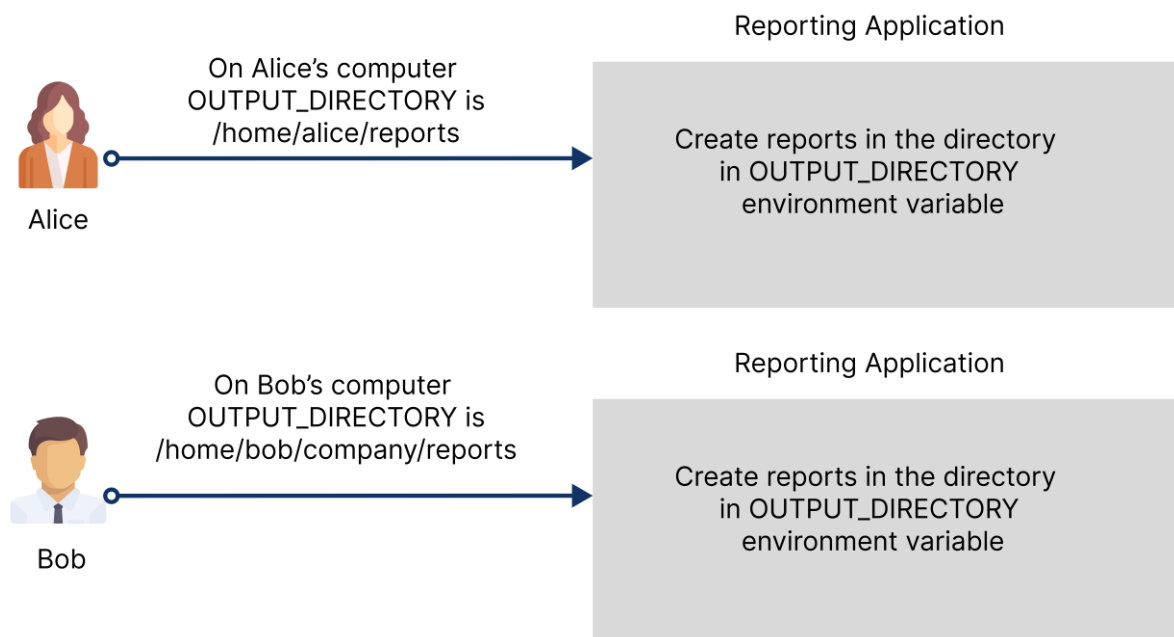 Reporting Application
On Alice’s computer
OUTPUT_DIRECTORY is
/home/alice/reports
Create reports in the directory
in OUTPUT_DIRECTORY
environment variable
Alice
Reporting Application
On Bob’s computer
OUTPUT_DIRECTORY is
/home/bob/company/reports
Create reports in the directory
in OUTPUT_DIRECTORY
environment variable
Bob